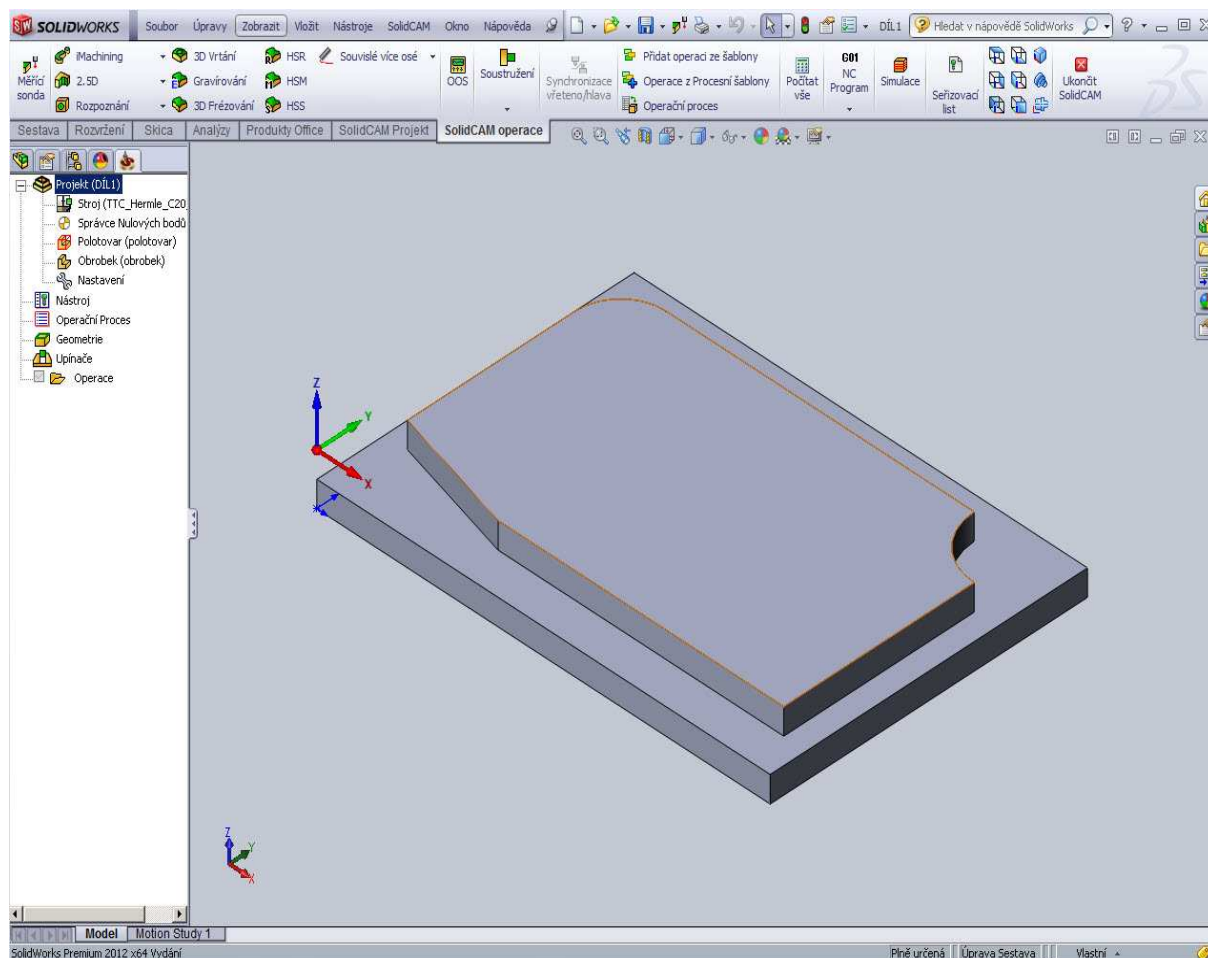 SOLIDWORKS Soubor Úpravy Zobrazit Vložit Nástroje SolidCAM Okno Nápověda DÍL1 Hledat v nápovědě SolidWorks
Měřící sonda
iMachining
2.5D
Rozpoznání
3D Vrtání
Gravírování
3D Frézování
HSR
HSM
HSS
Souvislé více osé
OOS
Soustružení
Synchronizace vřeteno/hlava
Přidat operaci ze šablony
Operace z Procesní šablony
Operační proces
Počítat vše
G01
NC Program
Simulace
Seřizovací list
Ukončit SolidCAM
Sestava Rozvržení Skica Analýzy Produkty Office SolidCAM Projekt SolidCAM operace
Projekt (DÍL1)
Stroj (TTC_Hermle_C20_
Správce Nulových bodů
Polotovar (polotovar)
Obrobek (obrobek)
Nastavení
Nástroj
Operační Proces
Geometrie
Upínače
Operace
Z
Y
X
Z
Y
X
Model Motion Study 1
SolidWorks Premium 2012 x64 Vydání Plně určená Úprava Sestava Vlastní